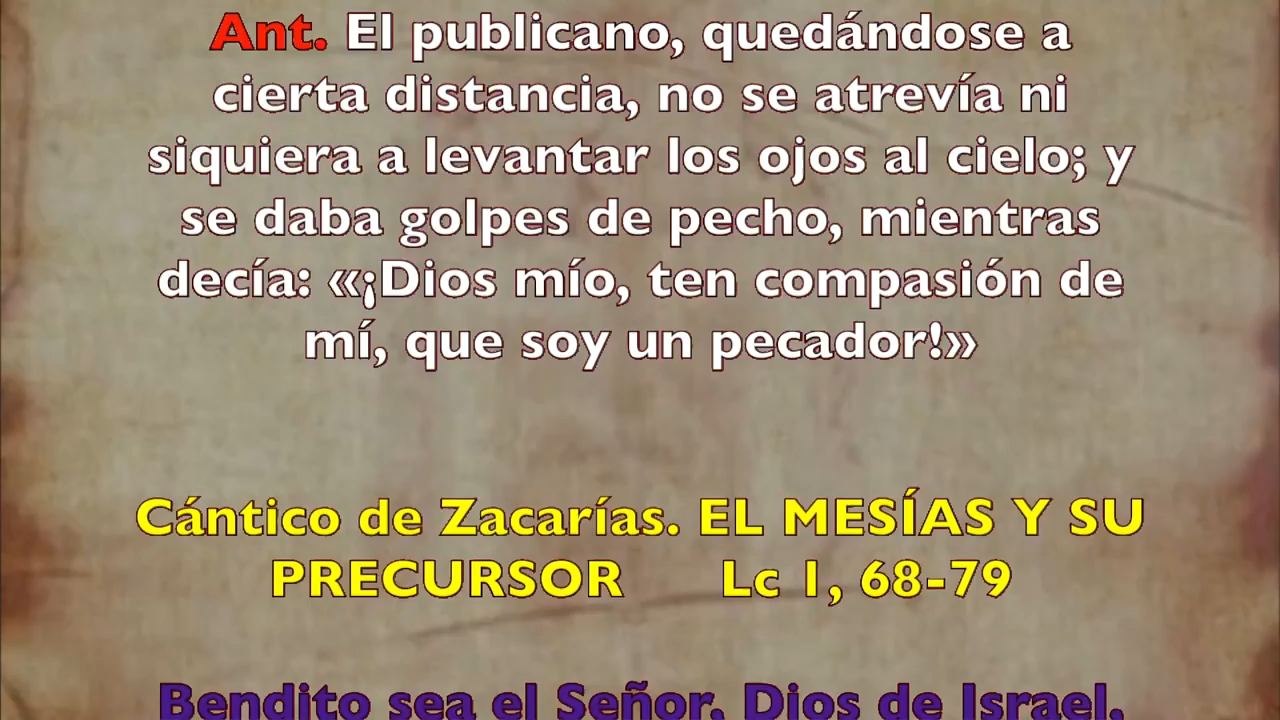 Ant. El publicano, quedándose a
cierta distancia, no se atrevía ni
siquiera a levantar los ojos al cielo; y
se daba golpes de pecho, mientras
decía: «¡Dios mío, ten compasión de
mí, que soy un pecador!»
Cántico de Zacarías. EL MESÍAS Y SU
PRECURSOR Lc 1, 68-79
Bendito sea el Señor, Dios de Israel,